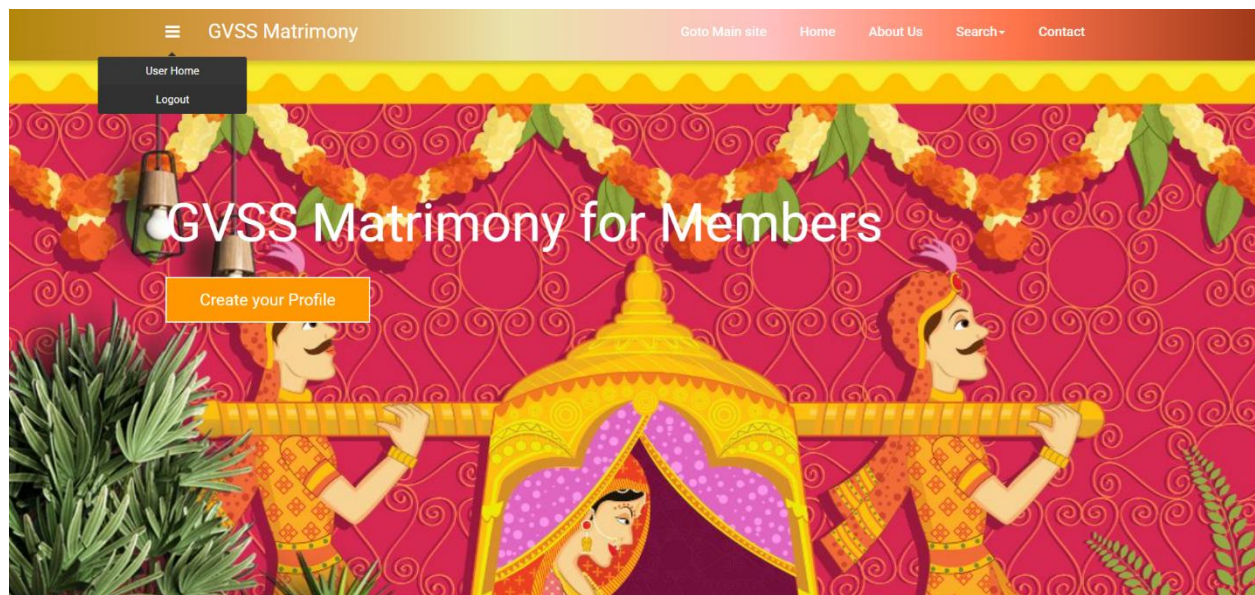 GVSS Matrimony
Goto Main site Home About Us Search Contact
User Home
Logout
GVSS Matrimony for Members
Create your Profile